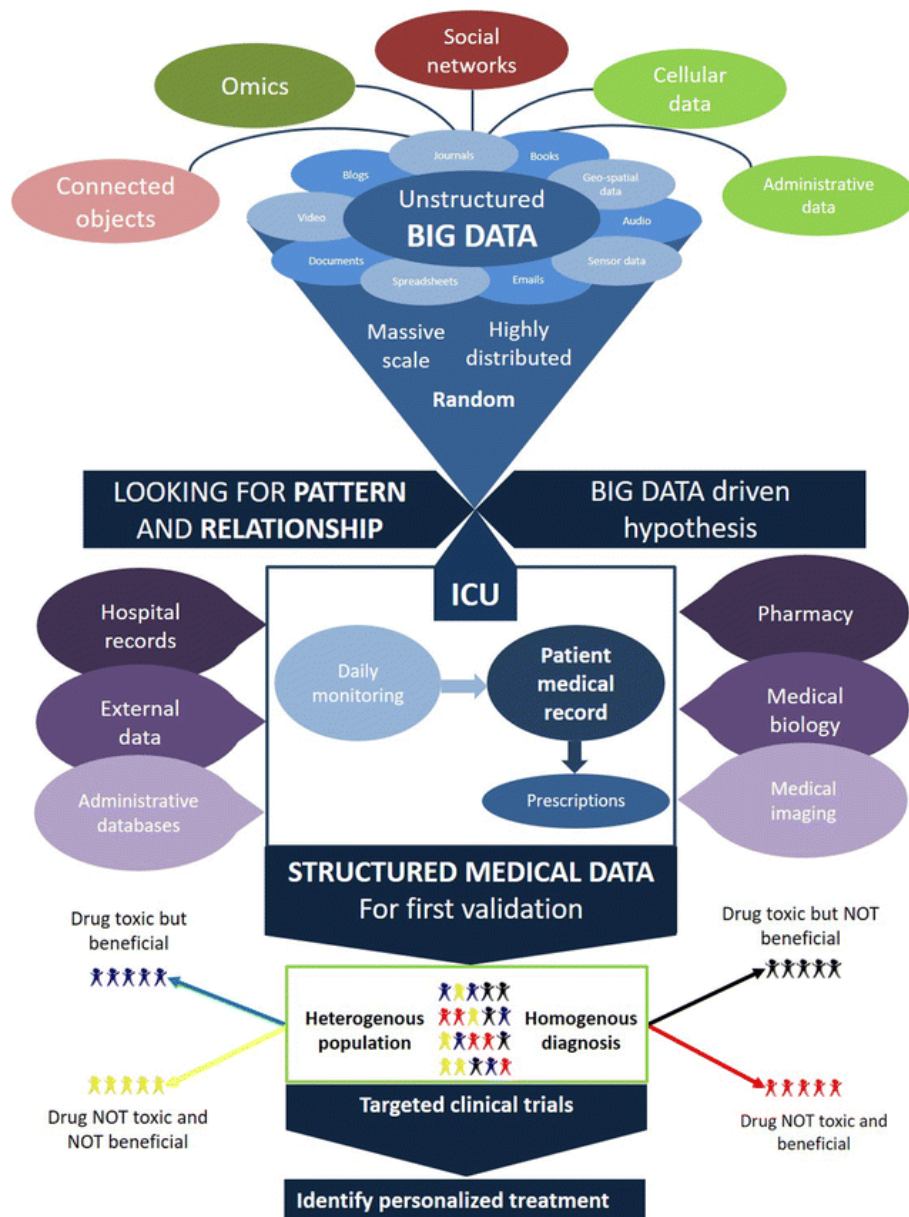 Social
networks
Omics
Cellular
data
Connected
objects
Administrative
data
Journals
Books
Blogs
Geo-spatial
data
Video
Unstructured
BIG DATA
Audio
Documents
Spreadsheets
Emails
Sensor data
Massive
scale
Highly
distributed
Random
LOOKING FOR PATTERN
AND RELATIONSHIP
BIG DATA driven
hypothesis
ICU
Hospital
records
External
data
Administrative
databases
Daily
monitoring
Patient
medical
record
Prescriptions
Pharmacy
Medical
biology
Medical
imaging
STRUCTURED MEDICAL DATA
For first validation
Drug toxic but
beneficial
Drug toxic but NOT
beneficial
Heterogenous
population
Homogenous
diagnosis
Drug NOT toxic and
NOT beneficial
Drug NOT toxic and
beneficial
Targeted clinical trials
Identify personalized treatment